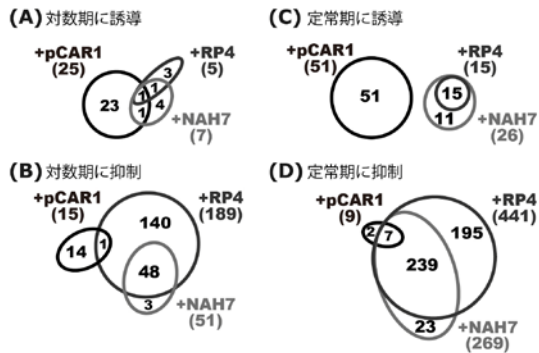 (A) 対数期に誘導
+pCAR1
(25)
+RP4
(5)
23
1
1
3
1
4
+NAH7
(7)
(C) 定常期に誘導
+pCAR1
(51)
+RP4
(15)
51
15
11
+NAH7
(26)
(B) 対数期に抑制
+pCAR1
(15)
+RP4
(189)
140
14
1
48
3
+NAH7
(51)
(D) 定常期に抑制
+pCAR1
(9)
+RP4
(441)
2
7
195
239
23
+NAH7
(269)